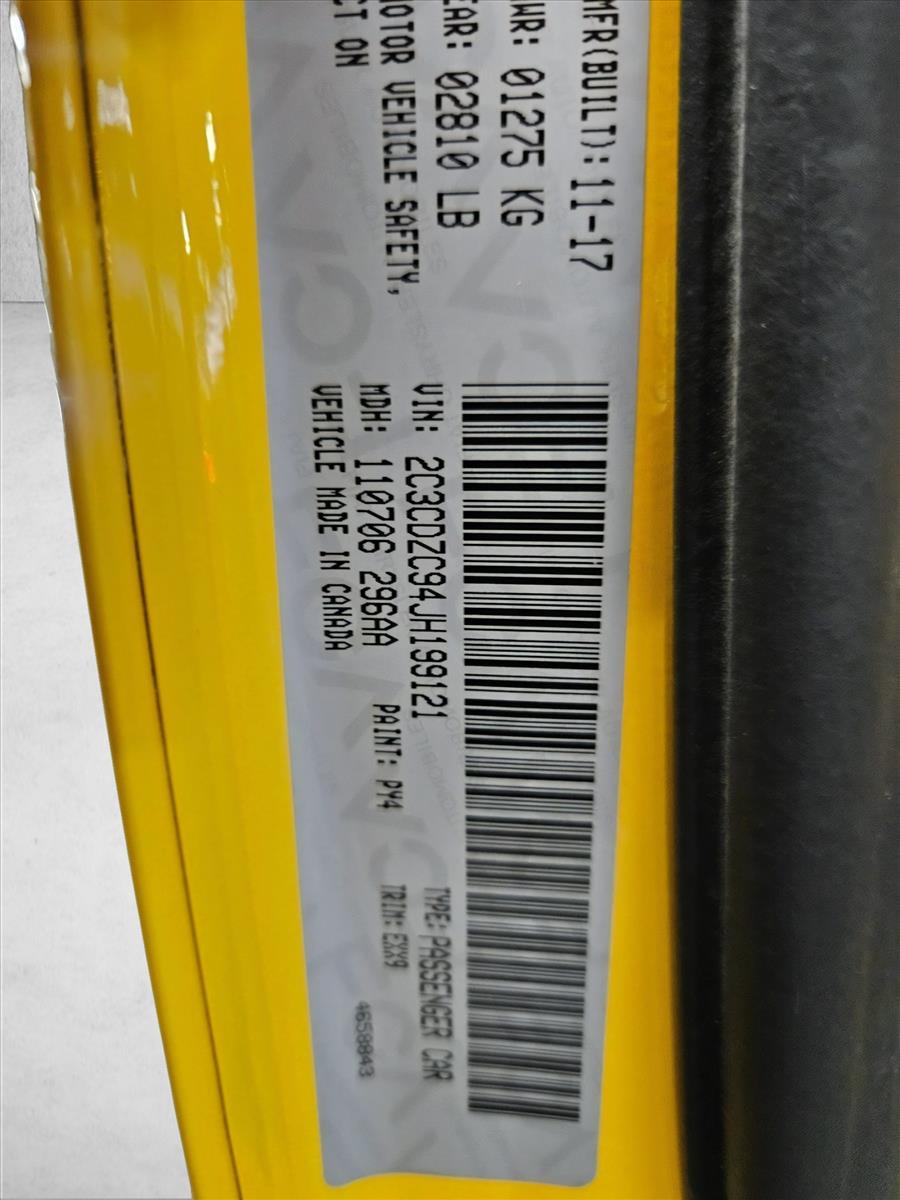 MFR(BUILT): 11-17
WR: 01275 KG
EAR: 02810 LB
MOTOR VEHICLE SAFETY,
CT ON
VIN: 2C3CDZC94JH199121
TYPE: PASSENGER CAR
MDH: 110706 296AA
PAINT: PY4
TRIM: EXX9
VEHICLE MADE IN CANADA
4658843